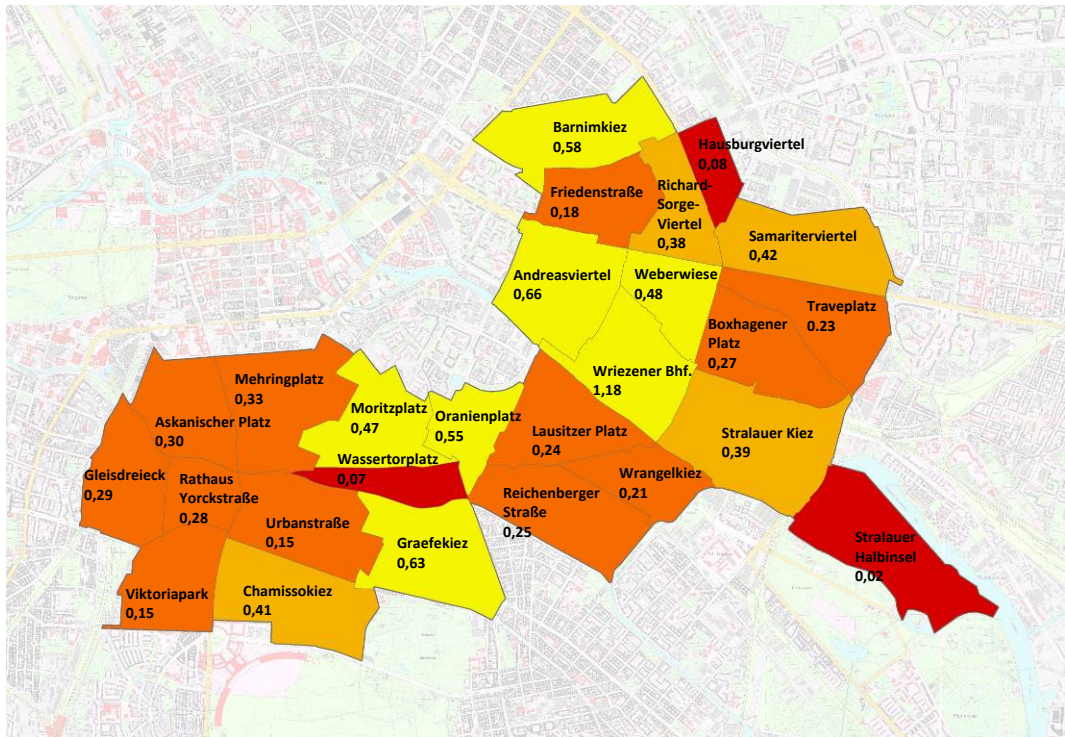 Barnimkiez
0,58
Hausburgviertel
0,08
Friedenstraße
0,18
Richard-
Sorge-
Viertel
0,38
Samariterviertel
0,42
Andreasviertel
0,66
Weberwiese
0,48
Traveplatz
0.23
Boxhagener
Platz
0,27
Wriezener Bhf.
1,18
Mehringplatz
0,33
Moritzplatz
0,47
Oranienplatz
0,55
Askanischer Platz
0,30
Lausitzer Platz
0,24
Stralauer Kiez
0,39
Wassertorplatz
0,07
Gleisdreieck
0,29
Rathaus
Yorckstraße
0,28
Wrangelkiez
0,21
Reichenberger
Straße
0,25
Urbanstraße
0,15
Graefekiez
0,63
Stralauer
Halbinsel
0,02
Viktoriapark
0,15
Chamissokiez
0,41